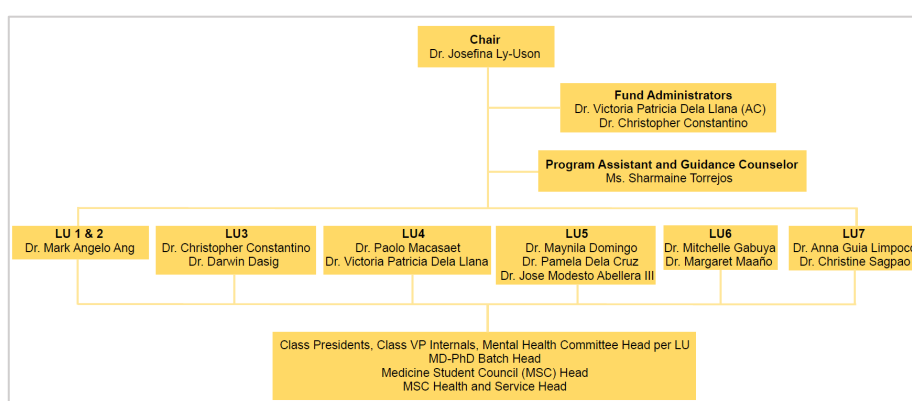 Chair
Dr. Josefina Ly-Uson
Fund Administrators
Dr. Victoria Patricia Dela Llana (AC)
Dr. Christopher Constantino
Program Assistant and Guidance Counselor
Ms. Sharmaine Torrejos
LU 1 & 2
Dr. Mark Angelo Ang
LU3
Dr. Christopher Constantino
Dr. Darwin Dasig
LU4
Dr. Paolo Macasaet
Dr. Victoria Patricia Dela Llana
LU5
Dr. Maynila Domingo
Dr. Pamela Dela Cruz
Dr. Jose Modesto Abellera III
LU6
Dr. Mitchelle Gabuya
Dr. Margaret Maaño
LU7
Dr. Anna Guia Limpoco
Dr. Christine Sagpao
Class Presidents, Class VP Internals, Mental Health Committee Head per LU
MD-PhD Batch Head
Medicine Student Council (MSC) Head
MSC Health and Service Head